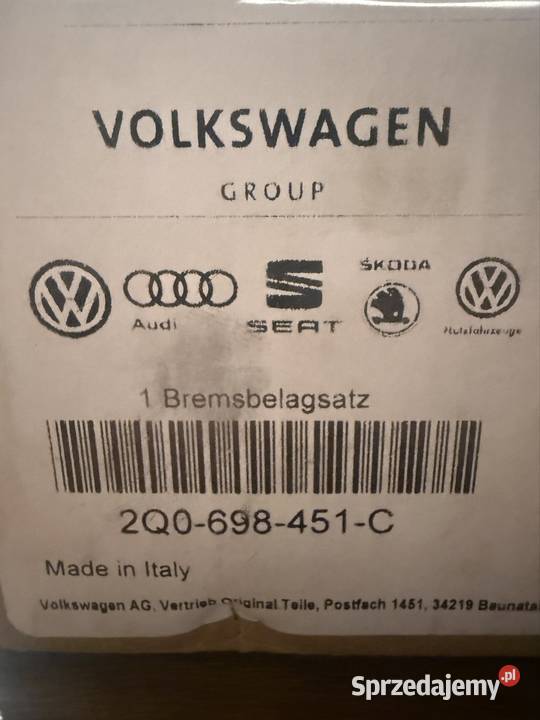 VOLKSWAGEN
GROUP
Audi
SEAT
ŠKODA
Nutzfahrzeuge
1 Bremsbelagsatz
2Q0-698-451-C
Made in Italy
Volkswagen AG, Vertrieb Original Teile, Postfach 1451, 34219 Baunatal
Sprzedajemy.pl